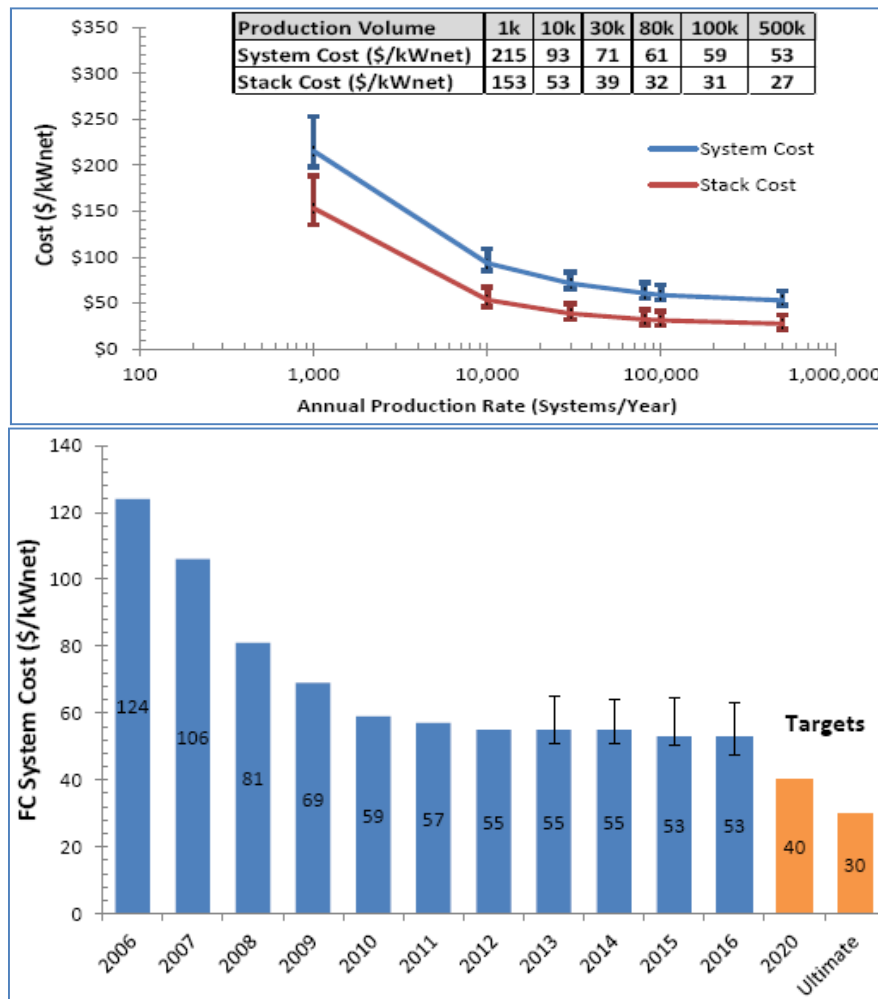 Production Volume 1k 10k 30k 80k 100k 500k
System Cost ($/kWnet) 215 93 71 61 59 53
Stack Cost ($/kWnet) 153 53 39 32 31 27
$350
$300
$250
$200
$150
$100
$50
$0
Cost ($/kWnet)
System Cost
Stack Cost
100 1,000 10,000 100,000 1,000,000
Annual Production Rate (Systems/Year)
140
120
100
80
60
40
20
0
FC System Cost ($/kWnet)
Targets
124 106 81 69 59 57 55 55 55 53 53 40 30
2006 2007 2008 2009 2010 2011 2012 2013 2014 2015 2016 2020 Ultimate